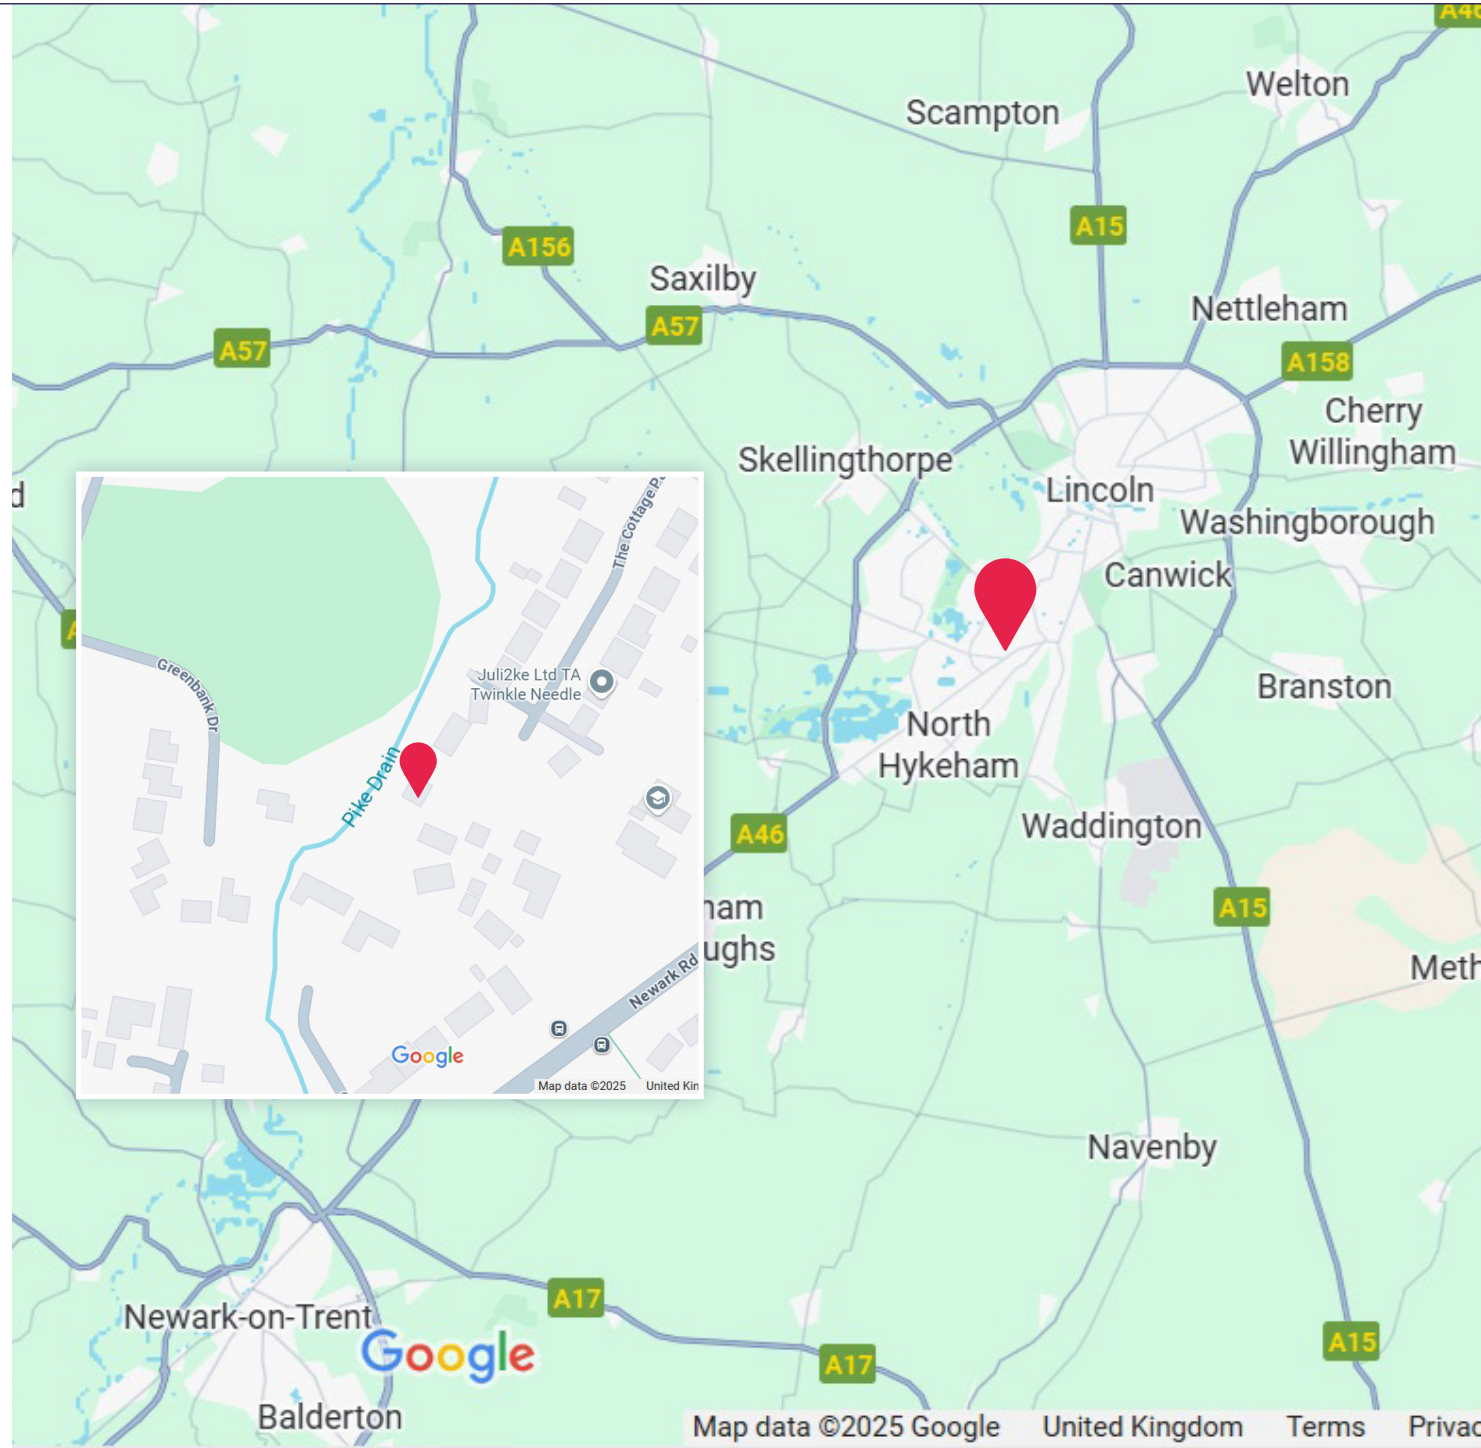 A46
Welton
Scampton
A15
A156
Saxilby
A57
A57
Nettleham
A158
Cherry
Willingham
Skellingthorpe
Lincoln
Washingborough
Canwick
Branston
North
Hykeham
Waddington
A46
A15
ham
ughs
Meth
Navenby
Newark-on-Trent
A17
A17
A15
Balderton
Google
Map data ©2025 Google United Kingdom Terms Privac
The Cottage P
Greenbank Dr
Juli2ke Ltd TA
Twinkle Needle
Pike Drain
Newark Rd
Google
Map data ©2025 United Kin